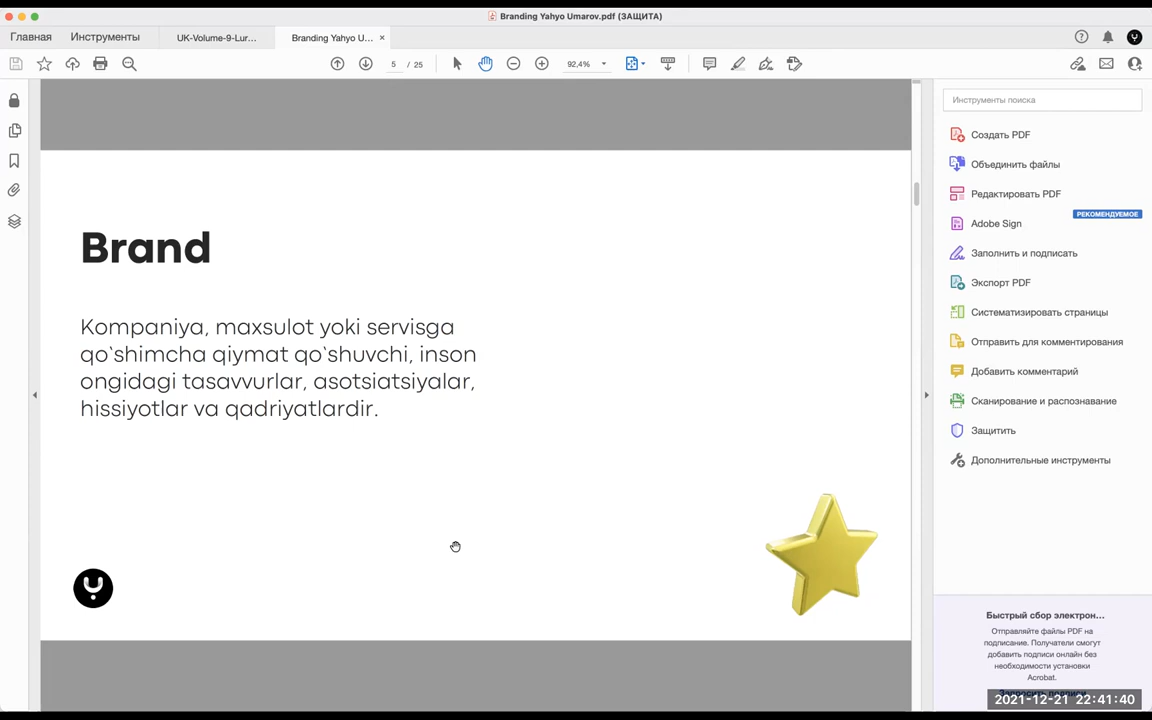 Branding Yahyo Umarov.pdf (ЗАЩИТА)
Главная
Инструменты
UK-Volume-9-Lur...
Branding Yahyo U...
5 / 25
92,4%
Brand
Kompaniya, maxsulot yoki servisga
qo`shimcha qiymat qo`shuvchi, inson
ongidagi tasavvurlar, asotsiatsiyalar,
hissiyotlar va qadriyatlardir.
Инструменты поиска
Создать PDF
Объединить файлы
Редактировать PDF
РЕКОМЕНДУЕМОЕ
Adobe Sign
Заполнить и подписать
Экспорт PDF
Систематизировать страницы
Отправить для комментирования
Добавить комментарий
Сканирование и распознавание
Защитить
Дополнительные инструменты
Быстрый сбор электрон...
Отправляйте файлы PDF на
подписание. Получатели смогут
добавить подписи онлайн без
необходимости установки
Acrobat.
2021-12-21 22:41:40